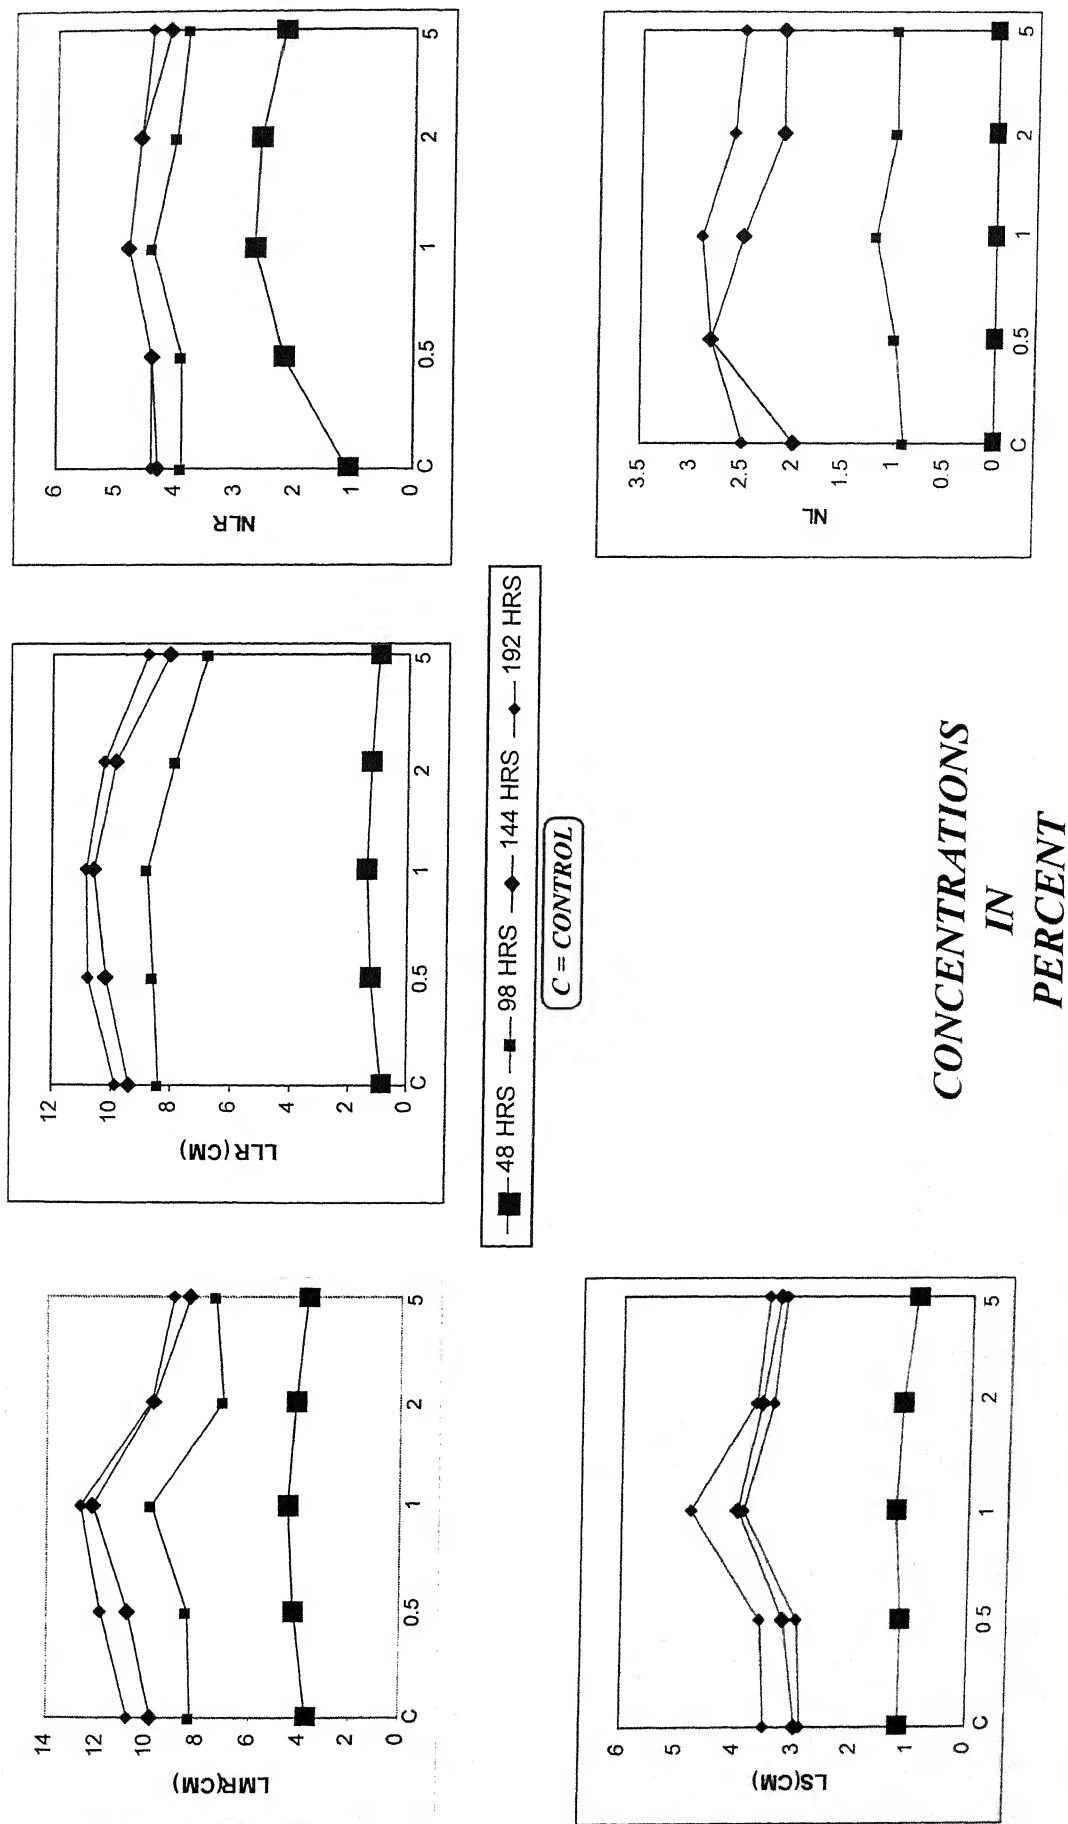 LMR(CM)
14
12
10
8
6
4
2
0
C 0.5 1 2 5
LLR(CM)
12
10
8
6
4
2
0
C 0.5 1 2 5
NLR
6
5
4
3
2
1
0
C 0.5 1 2 5
48 HRS 98 HRS 144 HRS 192 HRS
C = CONTROL
LS(CM)
6
5
4
3
2
1
0
C 0.5 1 2 5
CONCENTRATIONS
IN
PERCENT
NL
3.5
3
2.5
2
1.5
1
0.5
0
C 0.5 1 2 5